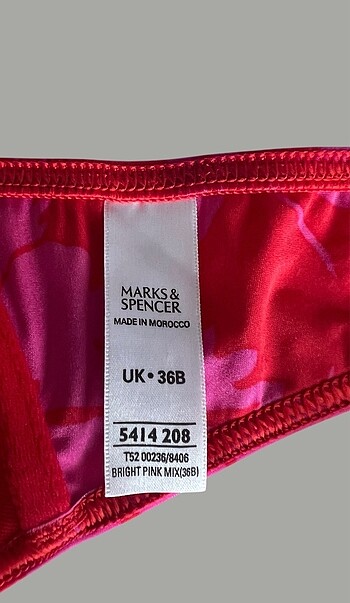 MARKS &
SPENCER
MADE IN MOROCCO
UK • 36B
5414 208
T52 00236/8406
BRIGHT PINK MIX(36B)